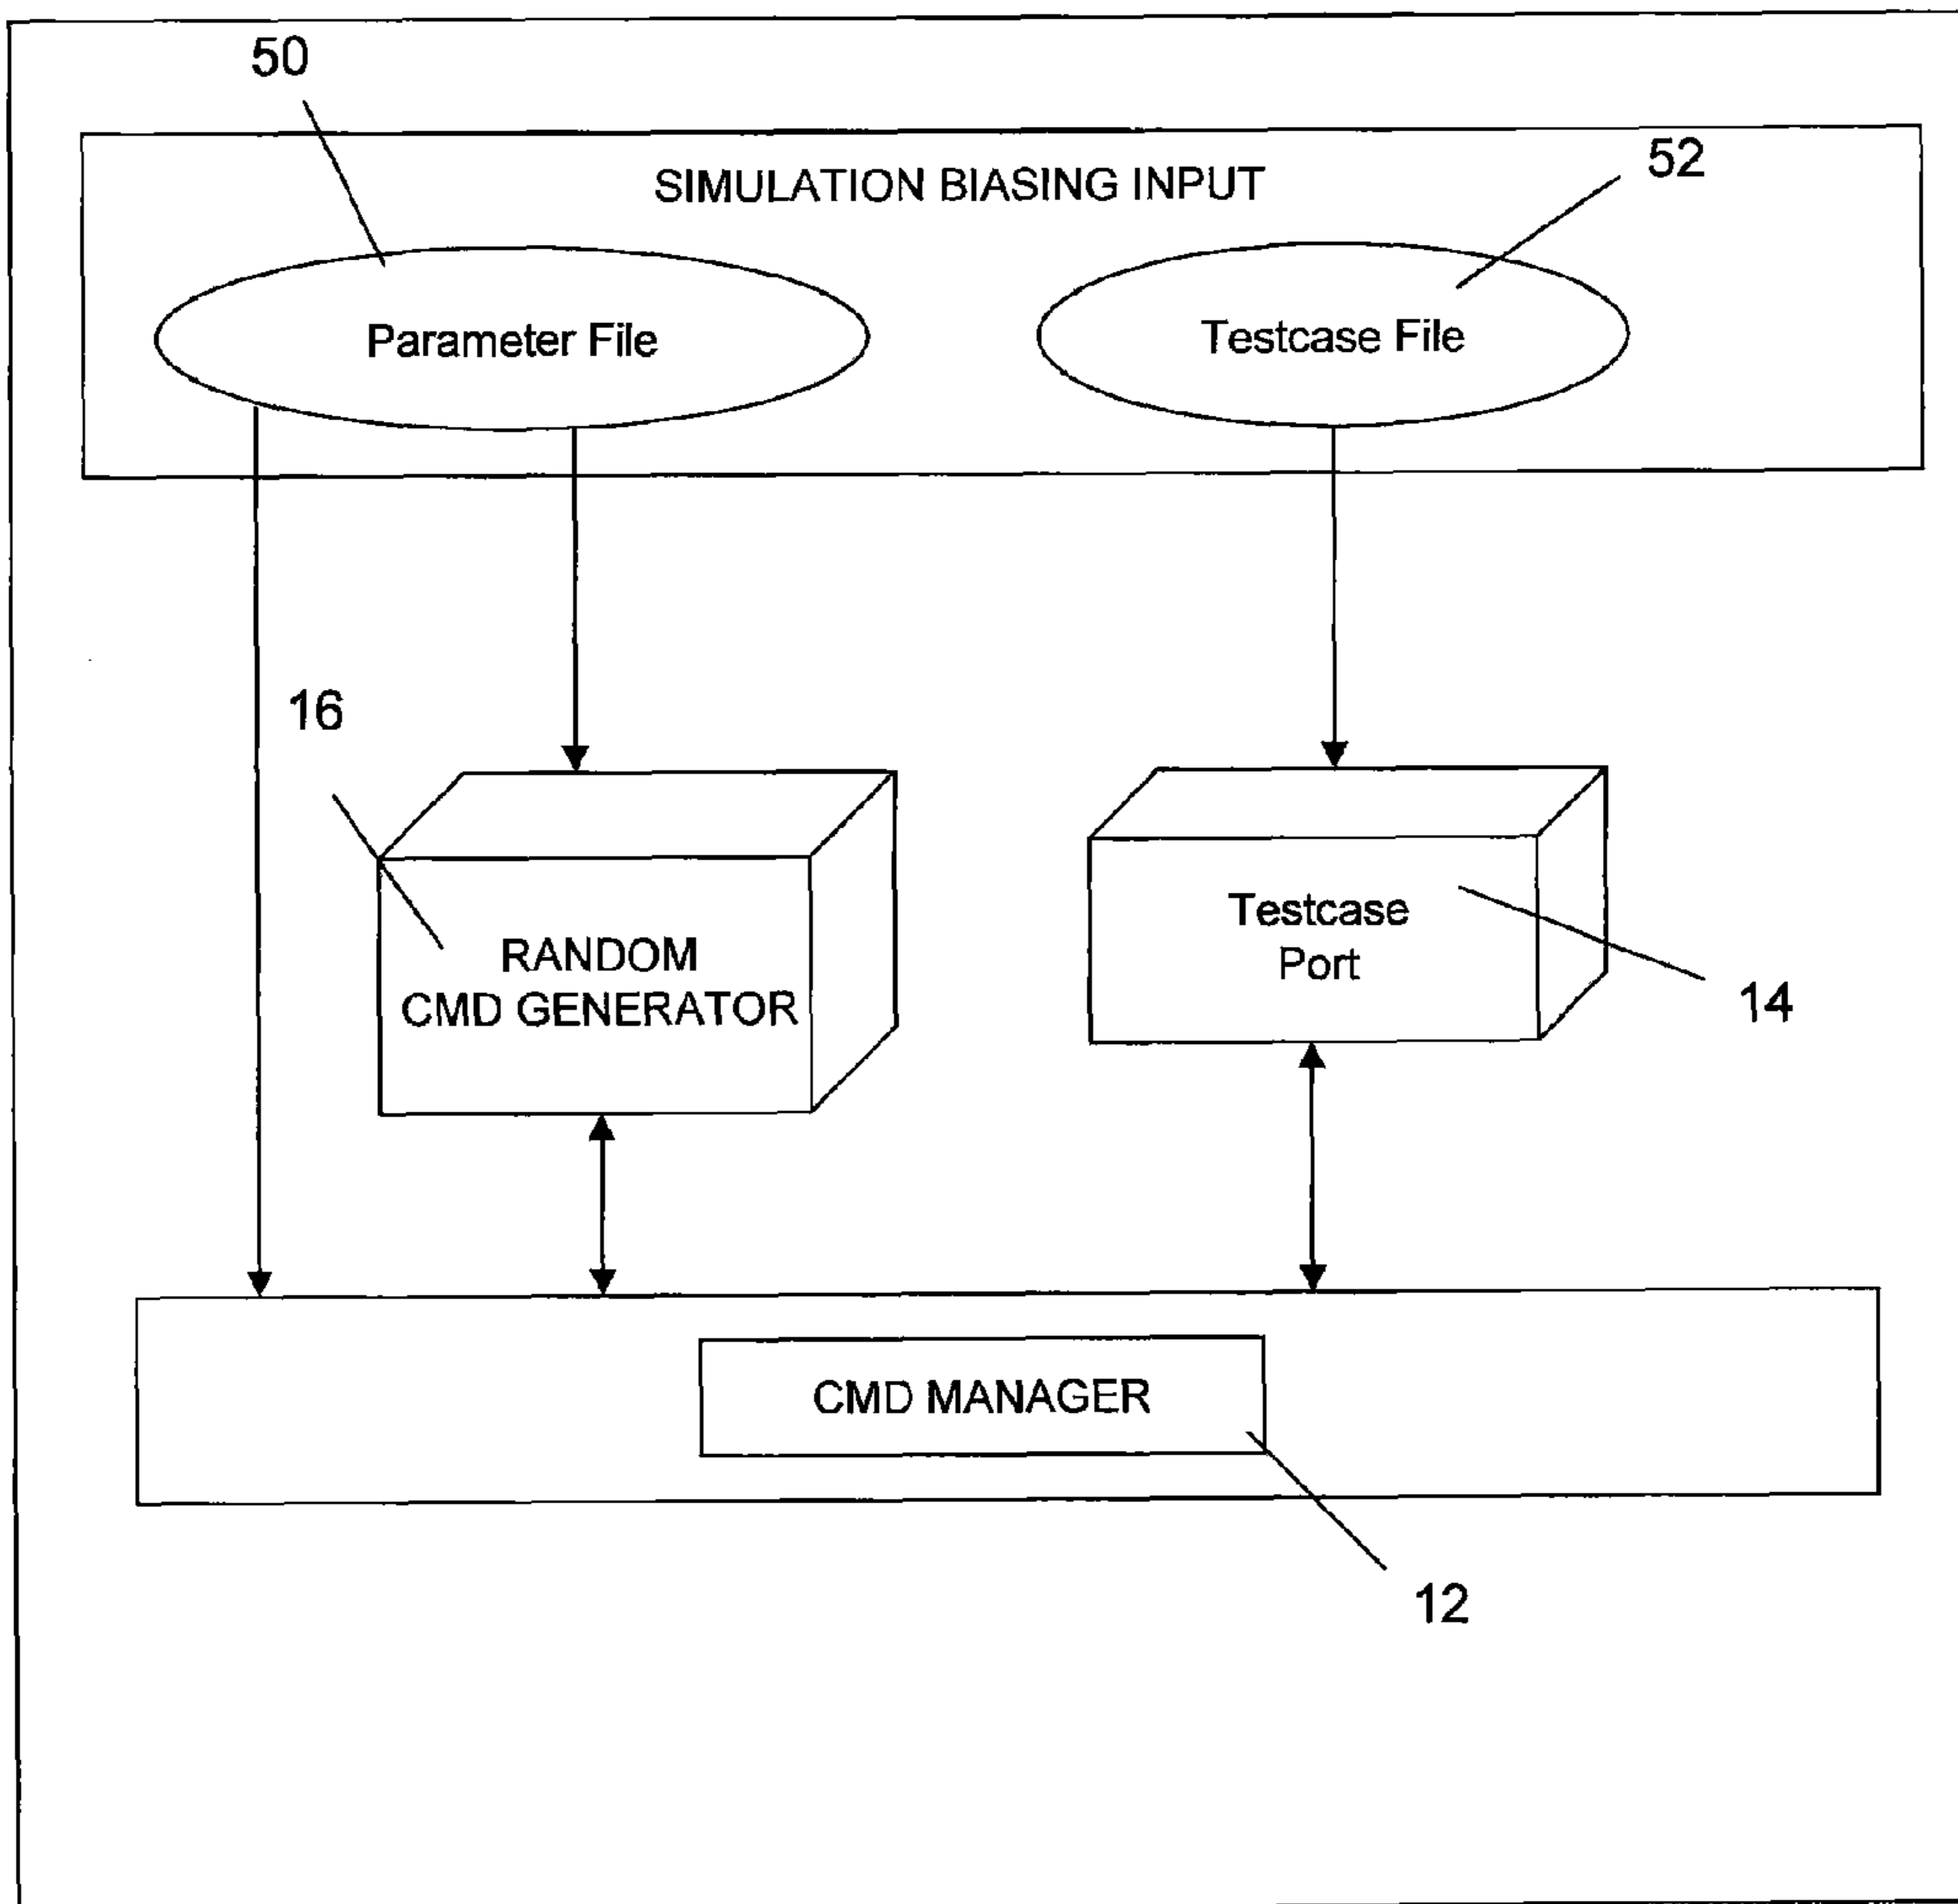 50
SIMULATION BIASING INPUT
52
Parameter File
Testcase File
16
RANDOM
CMD GENERATOR
Testcase
Port
14
CMD MANAGER
12